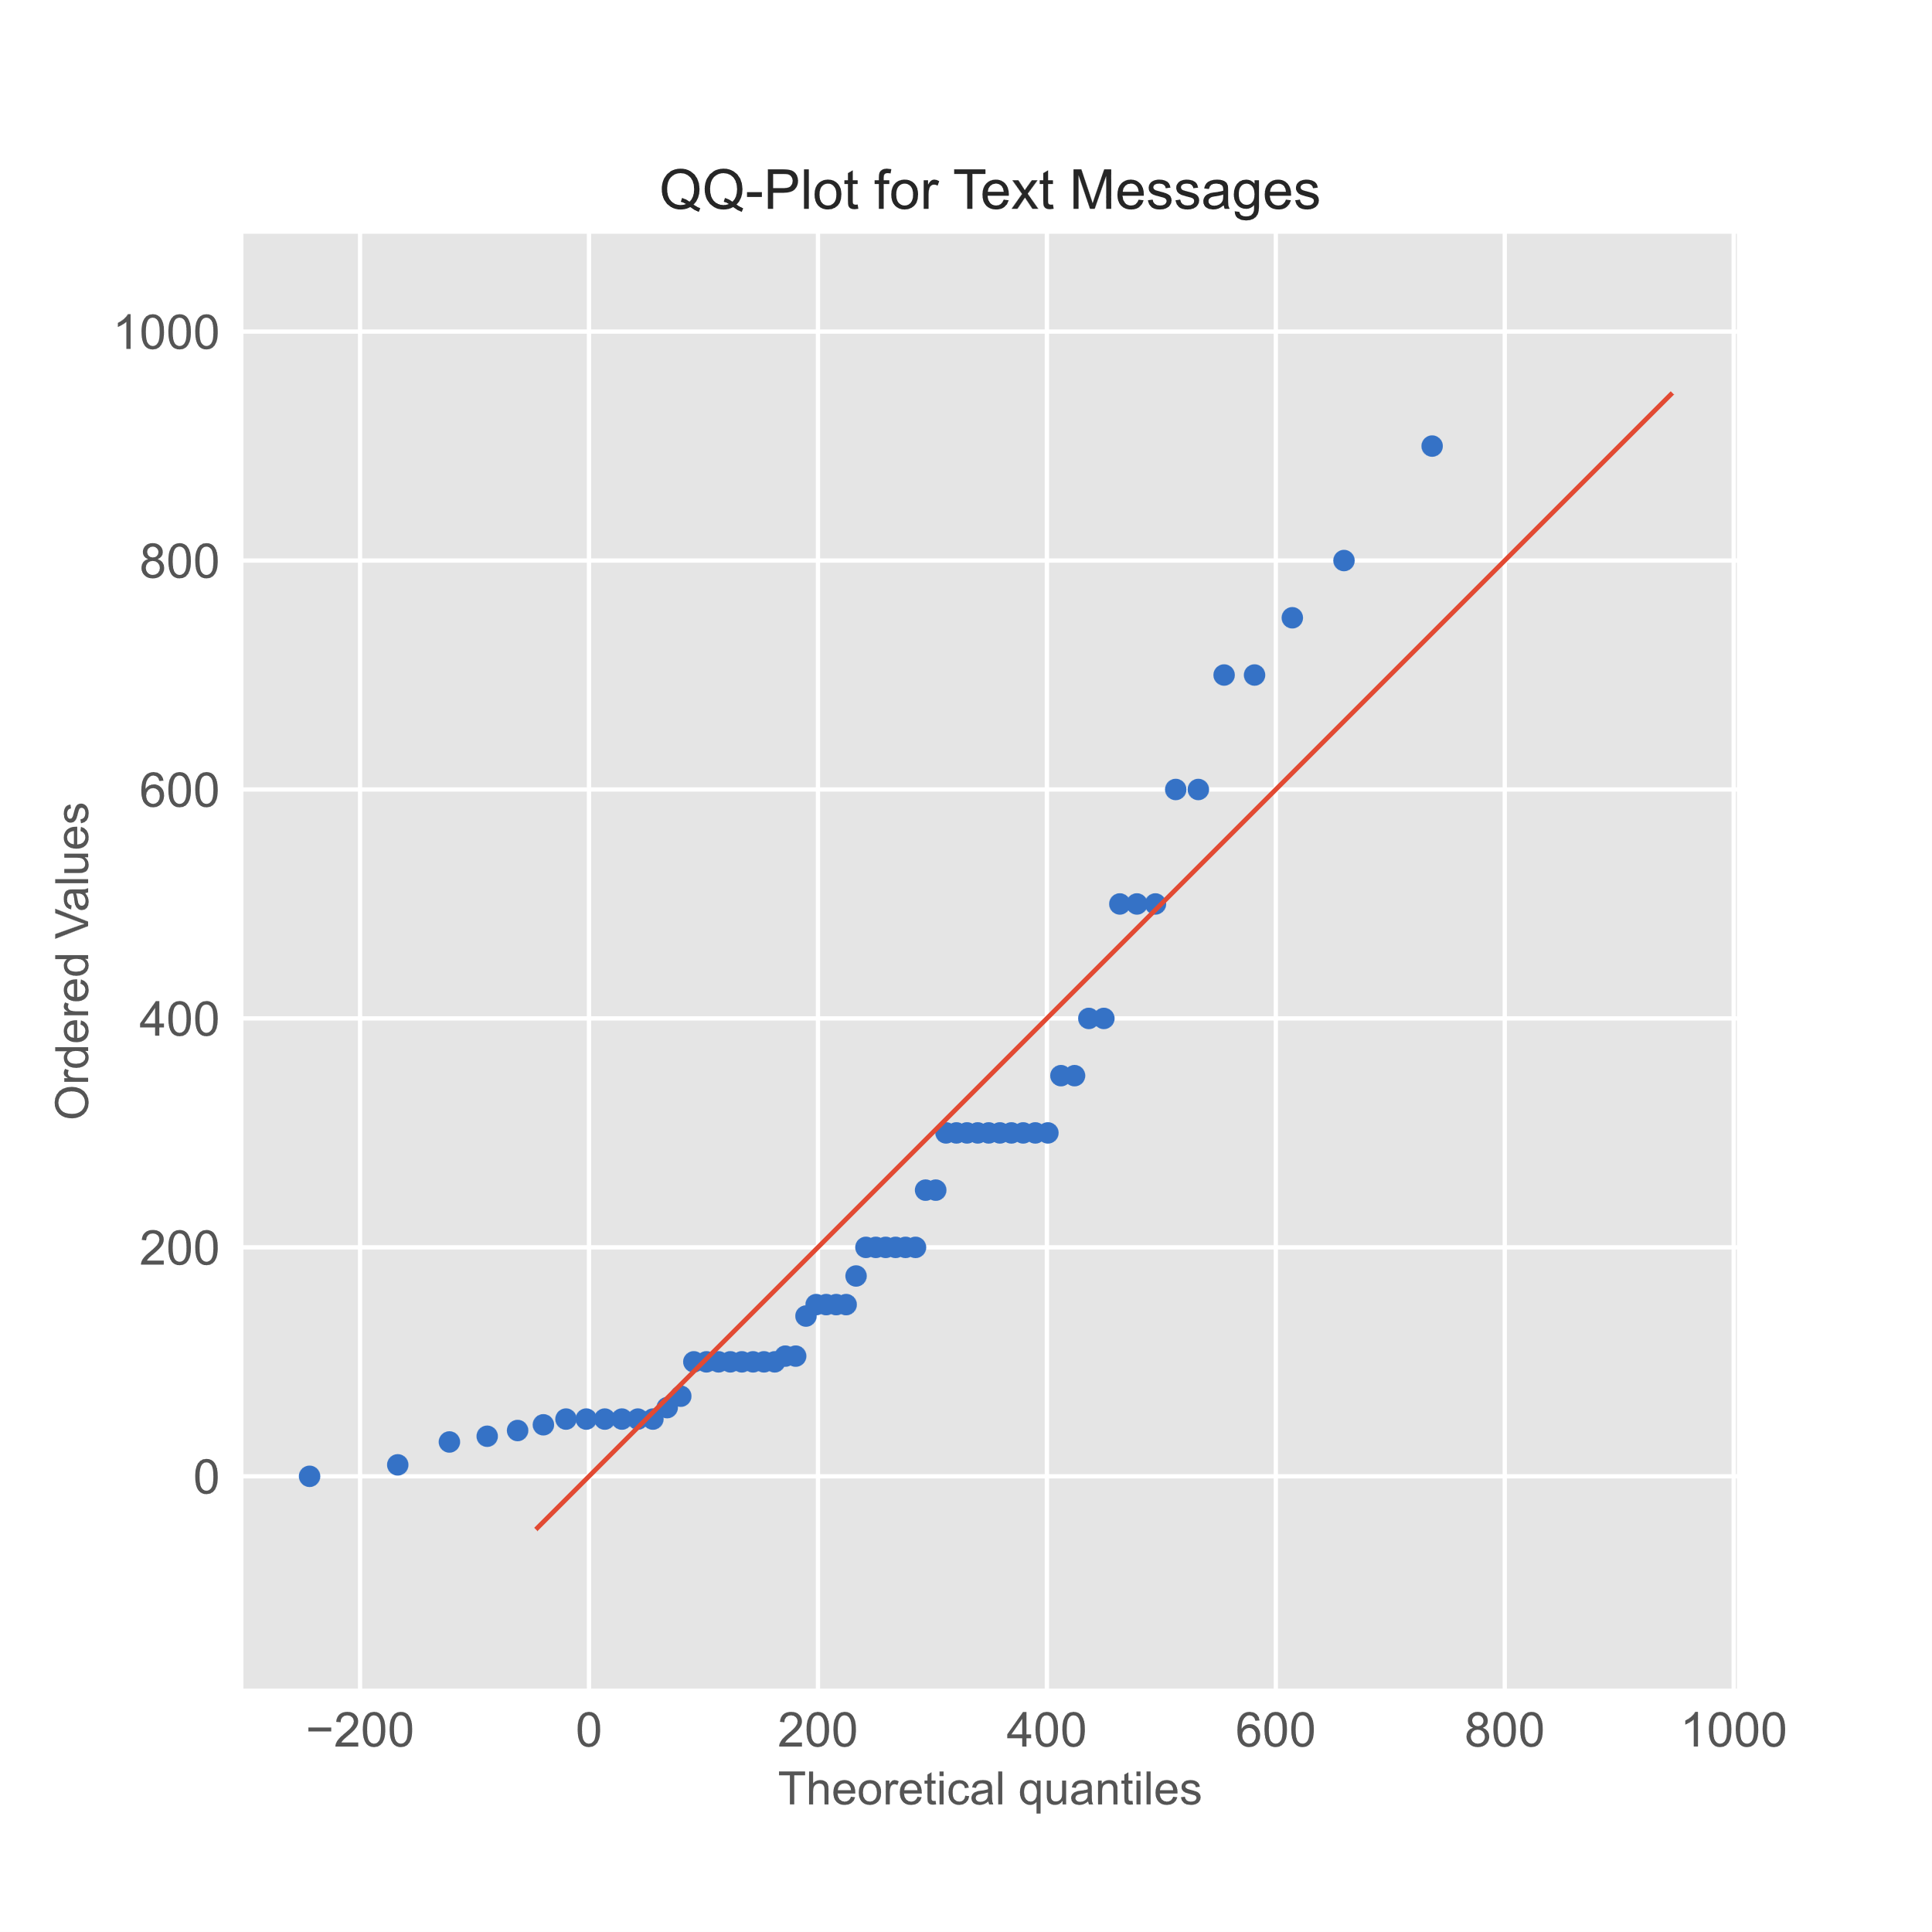 QQ-Plot for Text Messages
1000
800
600
400
200
0
Ordered Values
−200 0 200 400 600 800 1000
Theoretical quantiles